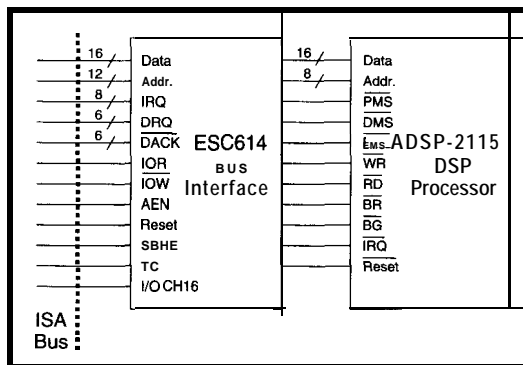 16 Data
12 Addr.
8 IRQ
6 DRQ
6 DACK
IOR
IOW
AEN
Reset
SBHE
TC
I/O CH16
ESC614
BUS
Interface
16 Data
8 Addr.
PMS
DMS
EMS
WR
RD
BR
BG
IRQ
Reset
ADSP-2115
DSP
Processor
ISA
Bus